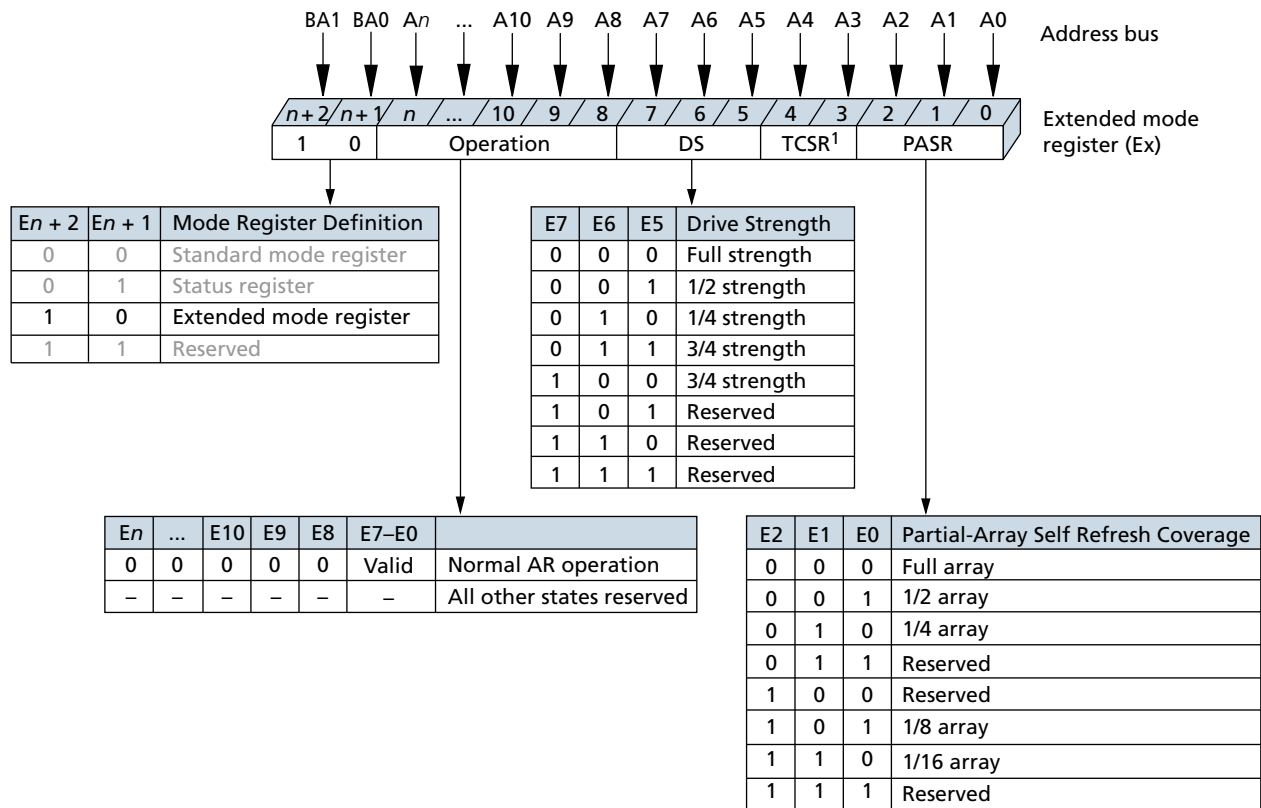 BA1 BA0 An ... A10 A9 A8 A7 A6 A5 A4 A3 A2 A1 A0 Address bus
n + 2 n + 1 n ... 10 9 8 7 6 5 4 3 2 1 0 Extended mode
register (Ex)
1 0 Operation DS TCSR1 PASR
En + 2 En + 1 Mode Register Definition
0 0 Standard mode register
0 1 Status register
1 0 Extended mode register
1 1 Reserved
E7 E6 E5 Drive Strength
0 0 0 Full strength
0 0 1 1/2 strength
0 1 0 1/4 strength
0 1 1 3/4 strength
1 0 0 3/4 strength
1 0 1 Reserved
1 1 0 Reserved
1 1 1 Reserved
En ... E10 E9 E8 E7–E0
0 0 0 0 0 Valid Normal AR operation
– – – – – – All other states reserved
E2 E1 E0 Partial-Array Self Refresh Coverage
0 0 0 Full array
0 0 1 1/2 array
0 1 0 1/4 array
0 1 1 Reserved
1 0 0 Reserved
1 0 1 1/8 array
1 1 0 1/16 array
1 1 1 Reserved